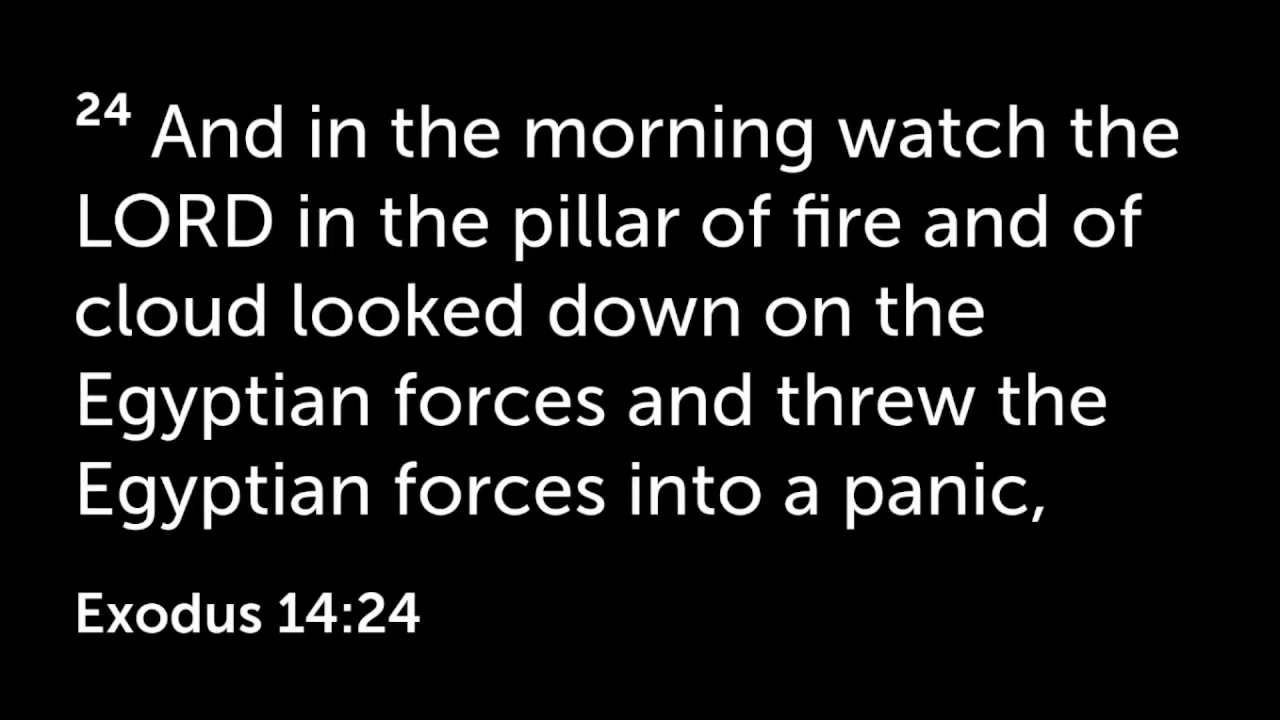 24 And in the morning watch the
LORD in the pillar of fire and of
cloud looked down on the
Egyptian forces and threw the
Egyptian forces into a panic,
Exodus 14:24